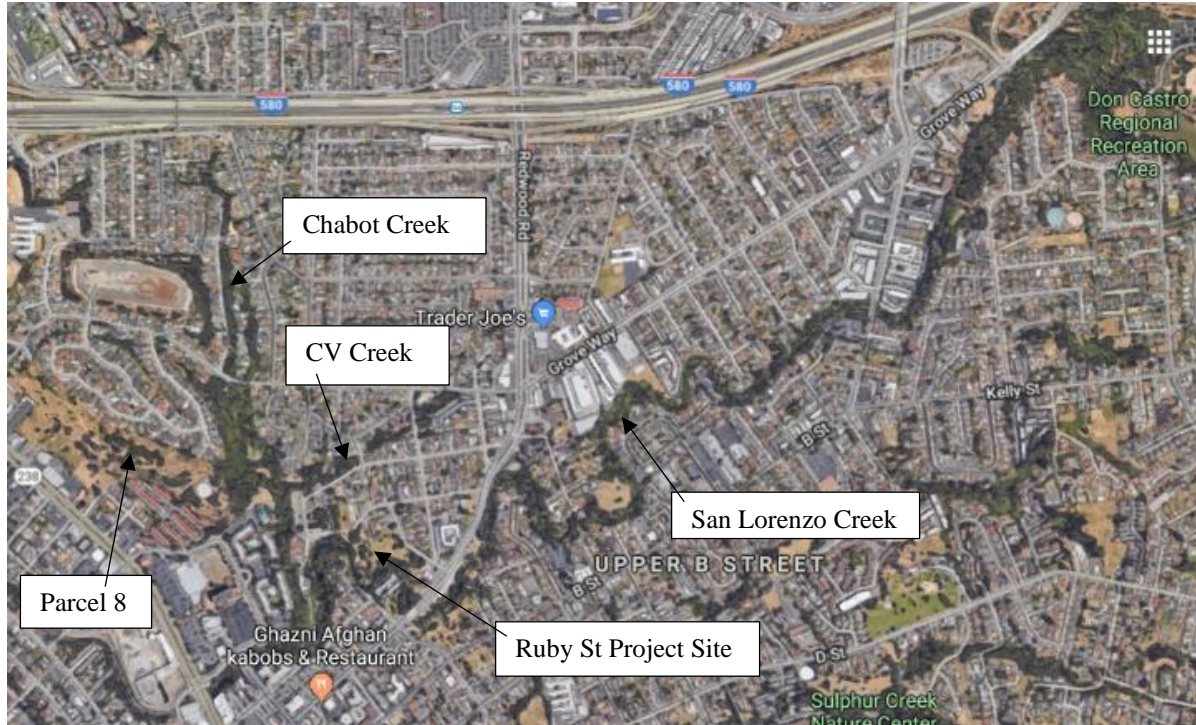 580
580
580
Grove Way
Don Castro
Regional
Recreation
Area
Redwood Rd
Chabot Creek
Trader Joe's
CV Creek
Grove Way
Kelly St
B St
238
San Lorenzo Creek
UPPER B STREET
Parcel 8
B St
Ghazni Afghan
kabobs & Restaurant
Ruby St Project Site
D St
Sulphur Creek
Nature Center